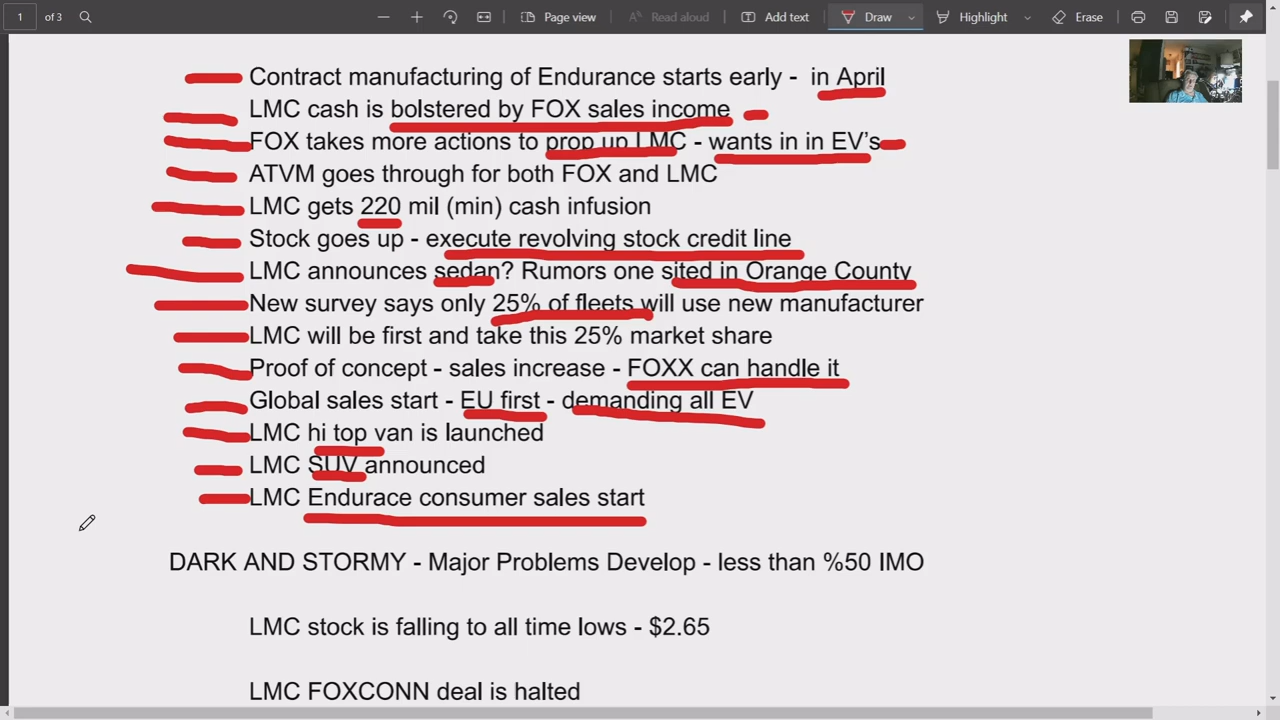 1 of 3 Page view Read aloud Add text Draw Highlight Erase
Contract manufacturing of Endurance starts early - in April
LMC cash is bolstered by FOX sales income
FOX takes more actions to prop up LMC - wants in in EV's
ATVM goes through for both FOX and LMC
LMC gets 220 mil (min) cash infusion
Stock goes up - execute revolving stock credit line
LMC announces sedan? Rumors one sited in Orange County
New survey says only 25% of fleets will use new manufacturer
LMC will be first and take this 25% market share
Proof of concept - sales increase - FOXX can handle it
Global sales start - EU first - demanding all EV
LMC hi top van is launched
LMC SUV announced
LMC Endurace consumer sales start
DARK AND STORMY - Major Problems Develop - less than %50 IMO
LMC stock is falling to all time lows - $2.65
LMC FOXCONN deal is halted